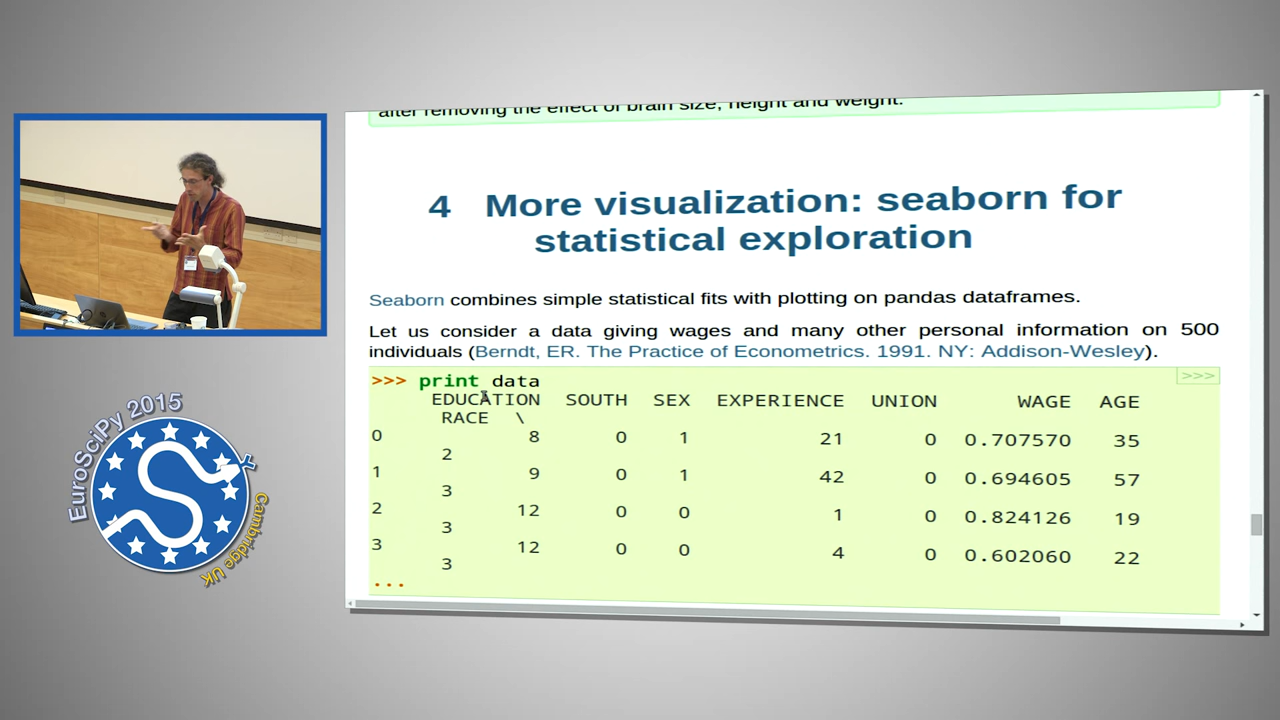 after removing the effect of brain size, height and weight.
4 More visualization: seaborn for
statistical exploration
Seaborn combines simple statistical fits with plotting on pandas dataframes.
Let us consider a data giving wages and many other personal information on 500
individuals (Berndt, ER. The Practice of Econometrics. 1991. NY: Addison-Wesley).
>>> print data
>>>
EDUCATION SOUTH SEX EXPERIENCE UNION WAGE AGE
RACE \
0 8 0 1 21 0 0.707570 35
2
1 9 0 1 42 0 0.694605 57
3
2 12 0 0 1 0 0.824126 19
3
3 12 0 0 4 0 0.602060 22
3
...
EuroSciPy 2015
Cambridge UK